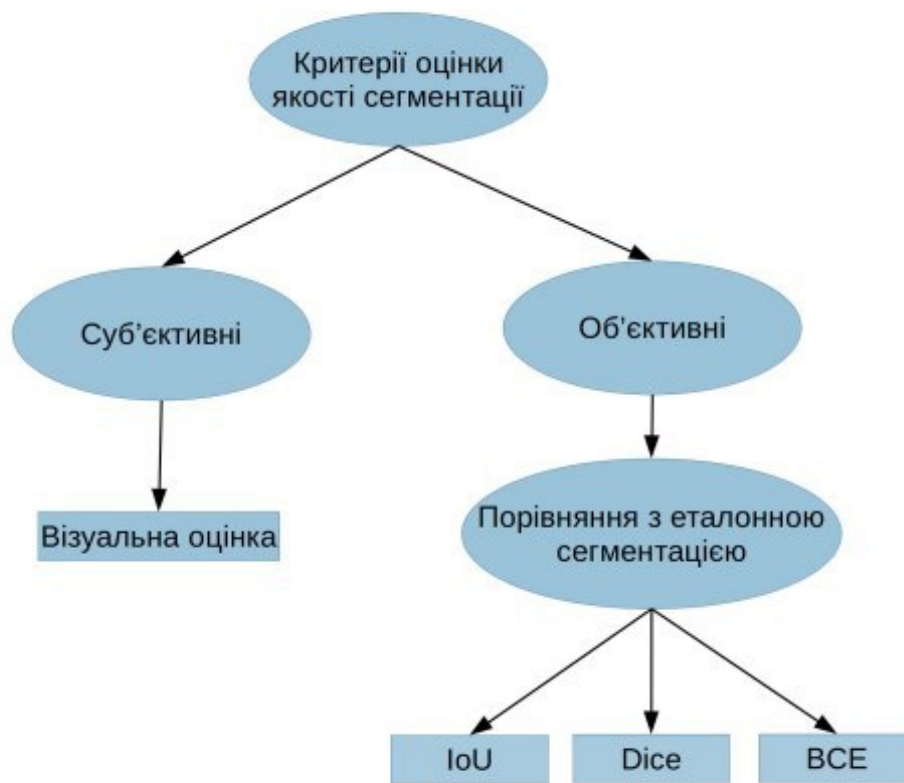 Критерії оцінки
якості сегментації
Суб’єктивні
Об’єктивні
Візуальна оцінка
Порівняння з еталонною
сегментацією
IoU
Dice
BCE